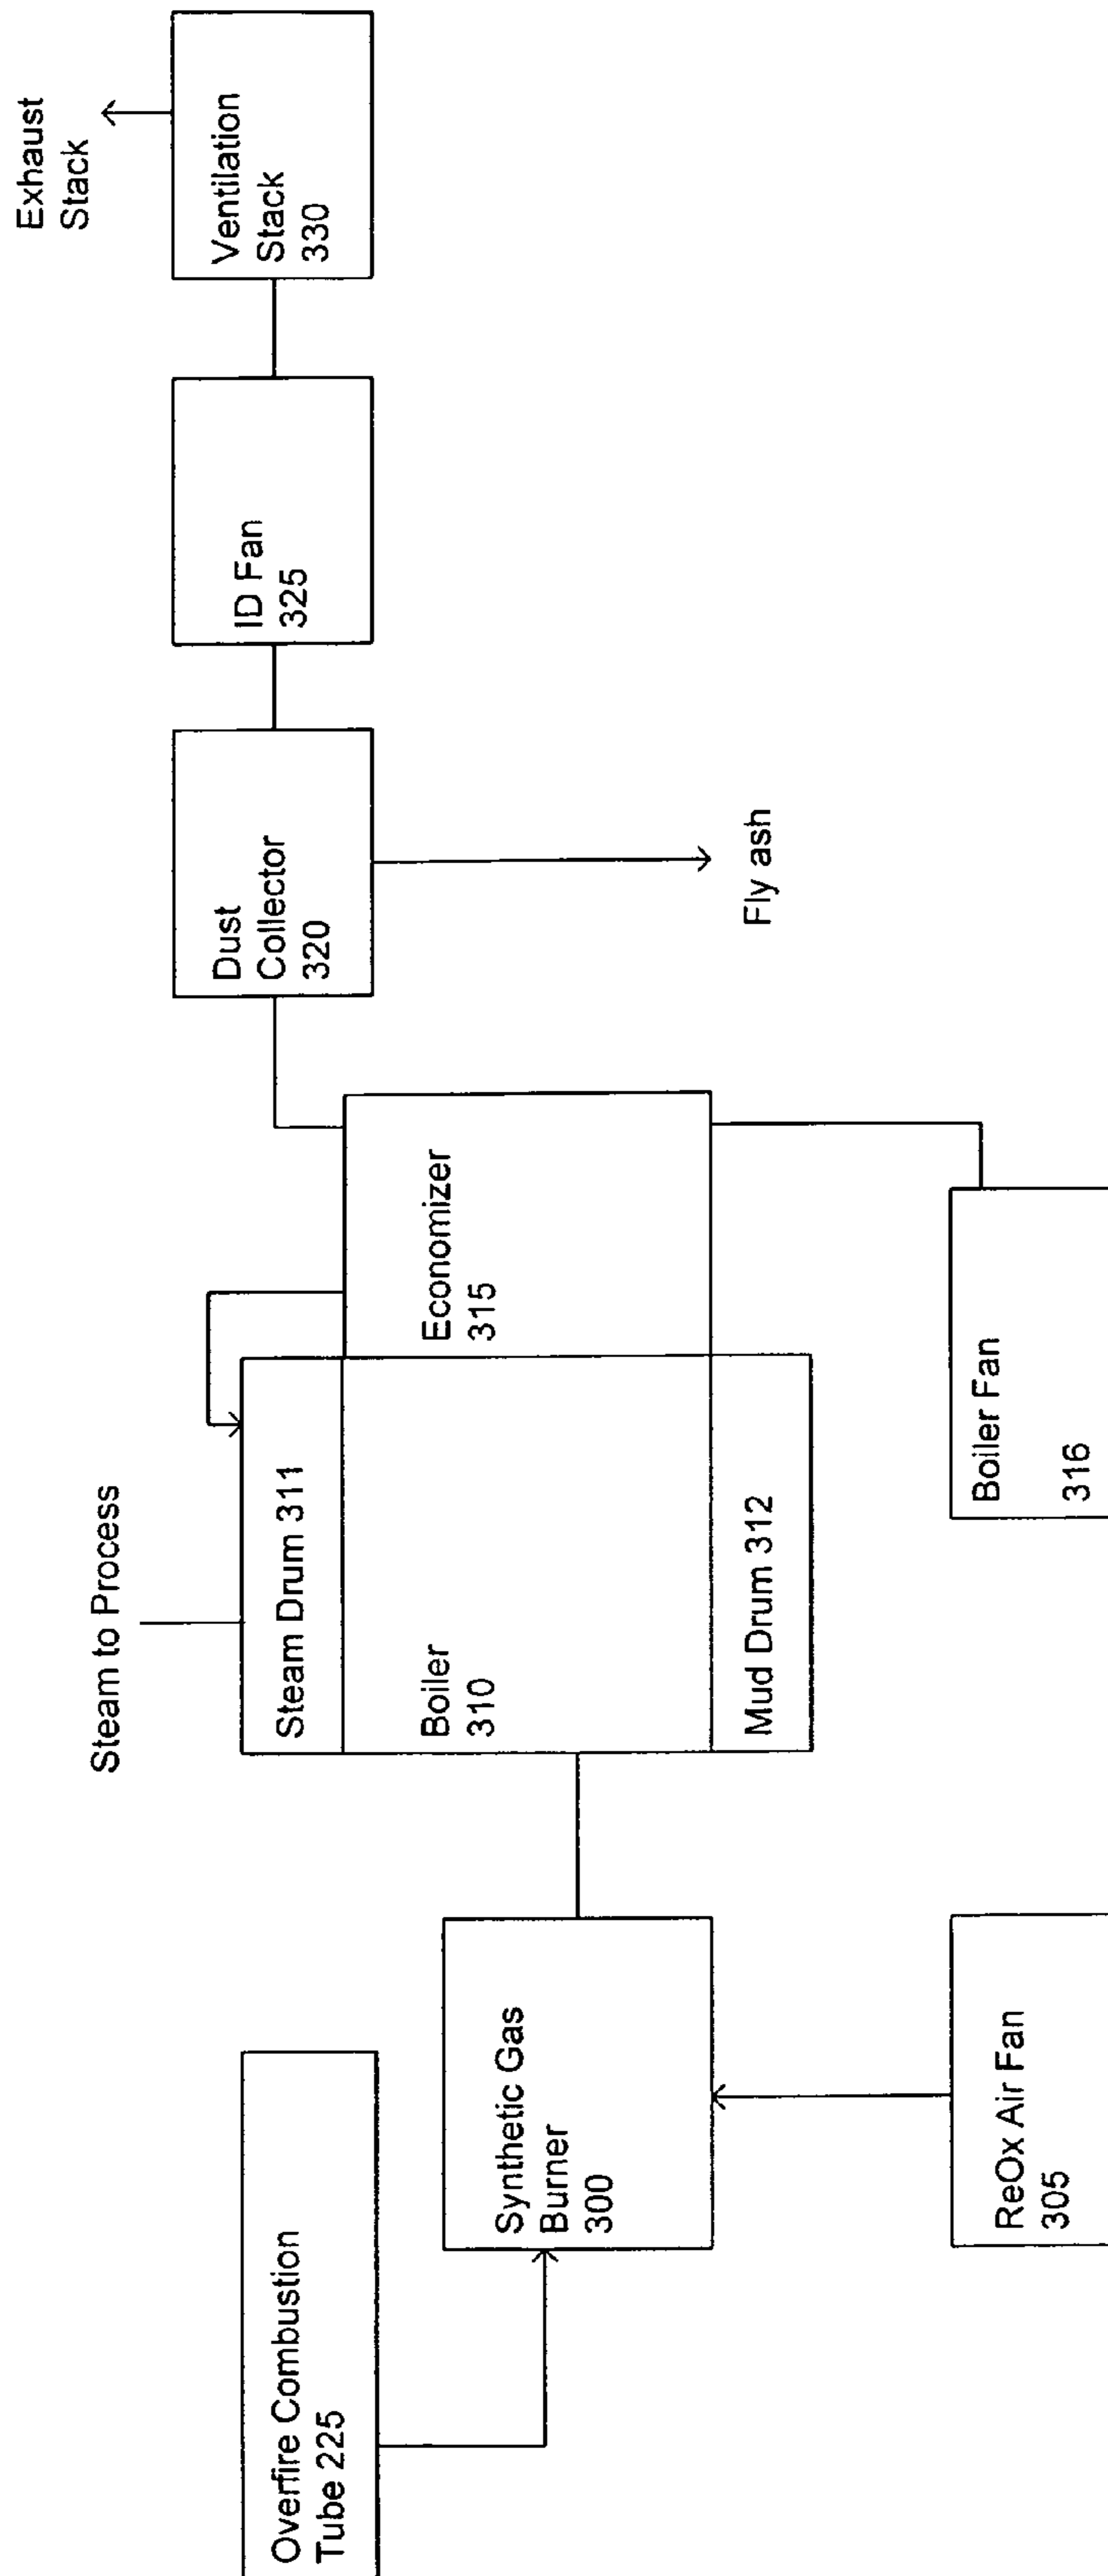 Overfire Combustion
Tube 225
Synthetic Gas
Burner
300
ReOx Air Fan
305
Steam to Process
Steam Drum 311
Boiler
310
Mud Drum 312
Economizer
315
Boiler Fan
316
Dust
Collector
320
Fly ash
ID Fan
325
Ventilation
Stack
330
Exhaust
Stack